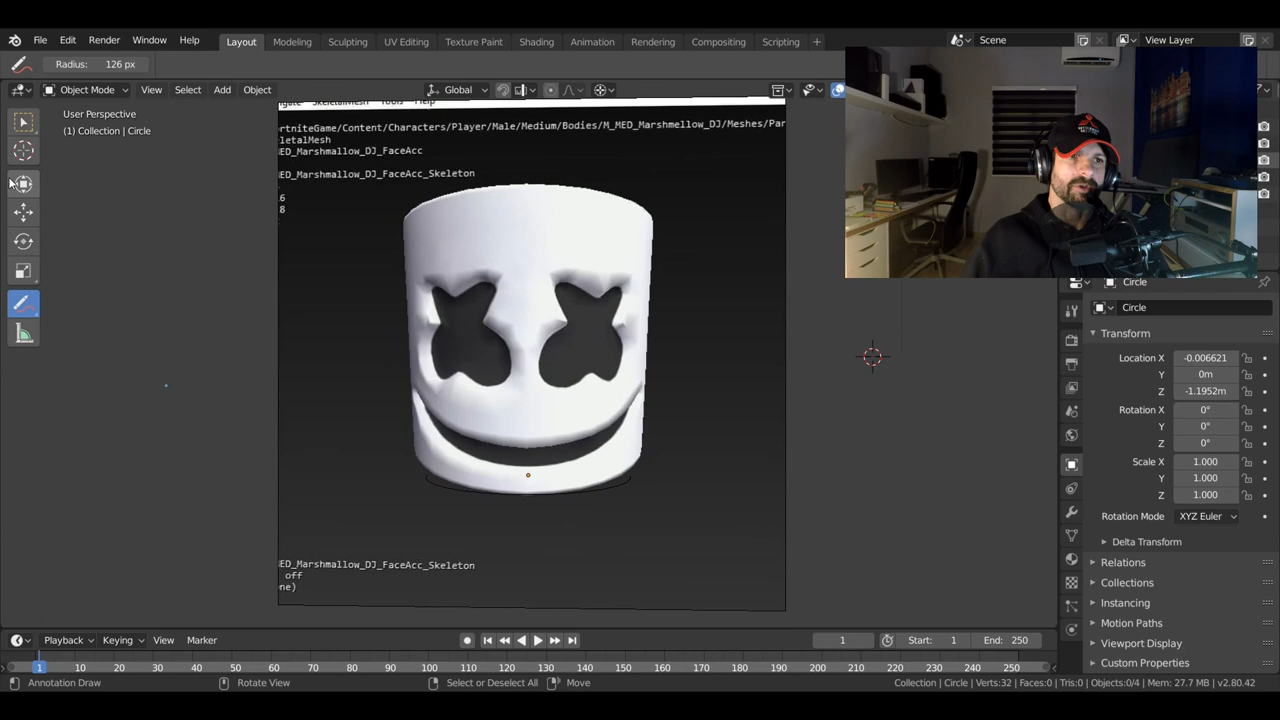 File Edit Render Window Help Layout Modeling Sculpting UV Editing Texture Paint Shading Animation Rendering Compositing Scripting + Scene View Layer
Radius: 126 px
Object Mode View Select Add Object Global
User Perspective
(1) Collection | Circle
SkeletalMesh Tools Help
ortniteGame/Content/Characters/Player/Male/Medium/Bodies/M_MED_Marshmellow_DJ/Meshes/Par
letalMesh
ED_Marshmallow_DJ_FaceAcc
ED_Marshmallow_DJ_FaceAcc_Skeleton
6
8
ED_Marshmallow_DJ_FaceAcc_Skeleton
off
ne)
Circle
Circle
Transform
Location X -0.006621
Y 0m
Z -1.1952m
Rotation X 0°
Y 0°
Z 0°
Scale X 1.000
Y 1.000
Z 1.000
Rotation Mode XYZ Euler
Delta Transform
Relations
Collections
Instancing
Motion Paths
Viewport Display
Custom Properties
Playback Keying View Marker 1 Start: 1 End: 250
1 10 20 30 40 50 60 70 80 90 100 110 120 130 140 150 160 170 180 190 200 210 220 230 240 250
Annotation Draw Rotate View Select or Deselect All Move Collection | Circle | Verts:32 | Faces:0 | Tris:0 | Objects:0/4 | Mem: 27.7 MB | v2.80.42